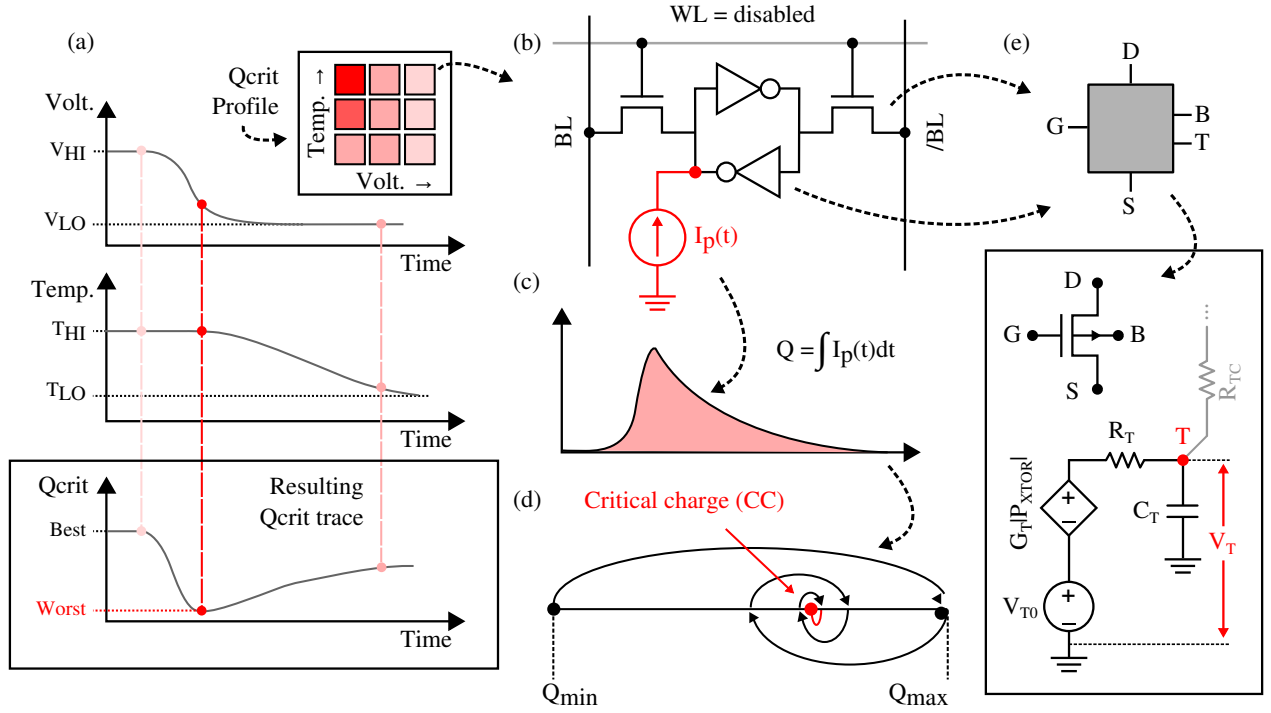 (a)
Qcrit
Profile
Temp. →
Volt. →
Volt.
VHI
VLO
Time
Temp.
THI
TLO
Time
Qcrit
Resulting
Qcrit trace
Best
Worst
Time
(b)
WL = disabled
BL
/BL
Ip(t)
(c)
Q = ∫ Ip(t)dt
(d)
Critical charge (CC)
Qmin
Qmax
(e)
D
G
B
T
S
D
G
B
S
...
RTC
RT
T
GT|PXTOR|
+
−
CT
VT
VT0
+
−